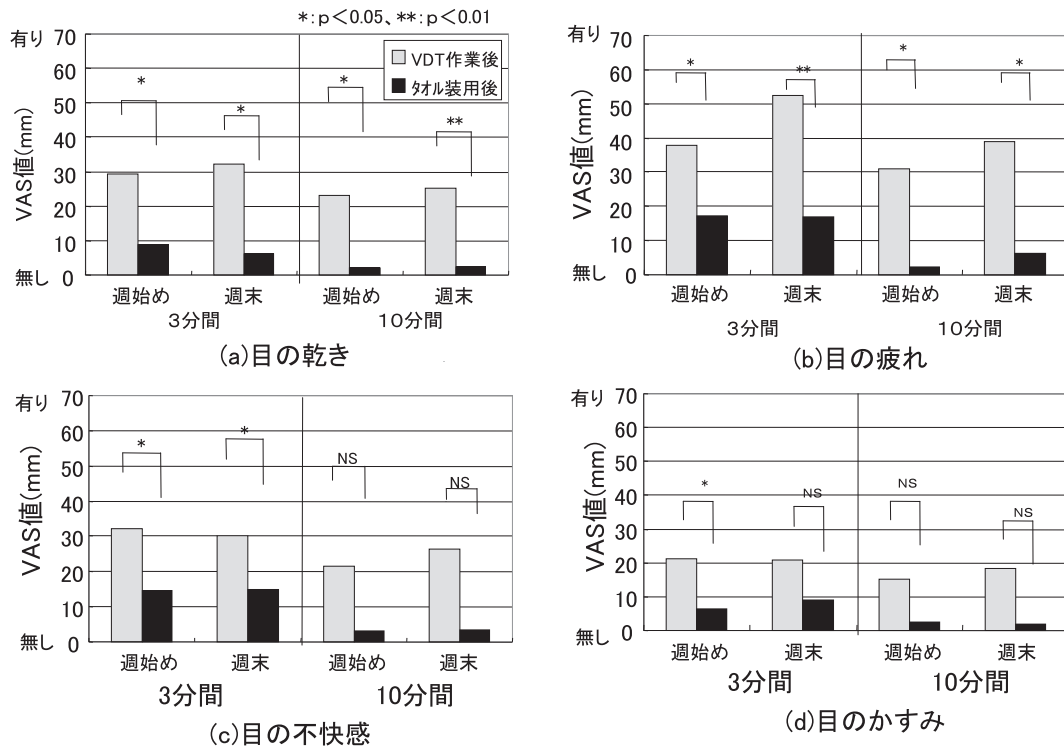 *:p<0.05、**:p<0.01
有り 70
60
50
40
30
20
10
無し 0
VAS値(mm)
VDT作業後
タオル装用後
* * * **
週始め 週末 週始め 週末
3分間 10分間
(a)目の乾き
有り 70
60
50
40
30
20
10
無し 0
VAS値(mm)
* ** * *
週始め 週末 週始め 週末
3分間 10分間
(b)目の疲れ
有り 70
60
50
40
30
20
10
無し 0
VAS値(mm)
* * NS NS
週始め 週末 週始め 週末
3分間 10分間
(c)目の不快感
有り 70
60
50
40
30
20
10
無し 0
VAS値(mm)
* NS NS NS
週始め 週末 週始め 週末
3分間 10分間
(d)目のかすみ